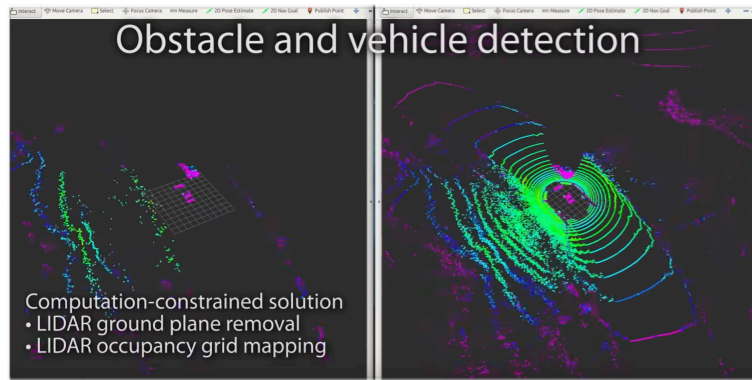 Interact Move Camera Select Focus Camera Measure 2D Pose Estimate 2D Nav Goal Publish Point
Interact Move Camera Select Focus Camera Measure 2D Pose Estimate 2D Nav Goal Publish Point
Obstacle and vehicle detection
Computation-constrained solution
• LIDAR ground plane removal
• LIDAR occupancy grid mapping